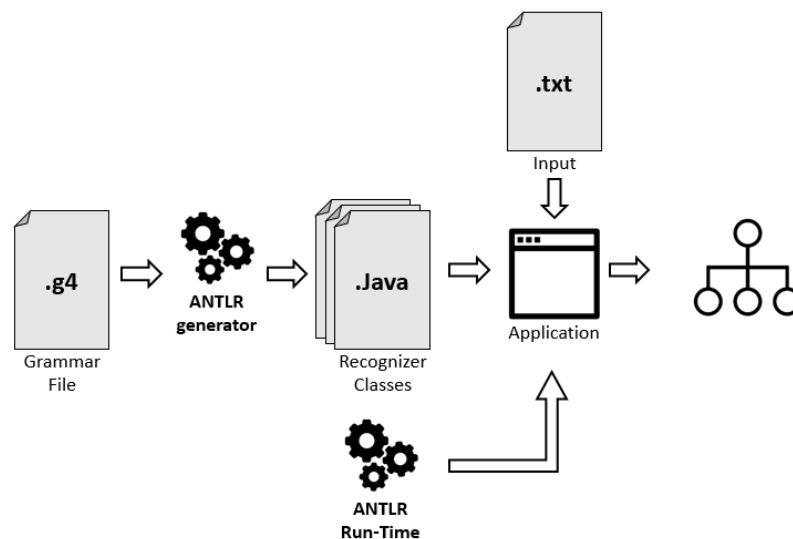 .txt
Input
.g4
Grammar
File
ANTLR
generator
.Java
Recognizer
Classes
Application
ANTLR
Run-Time